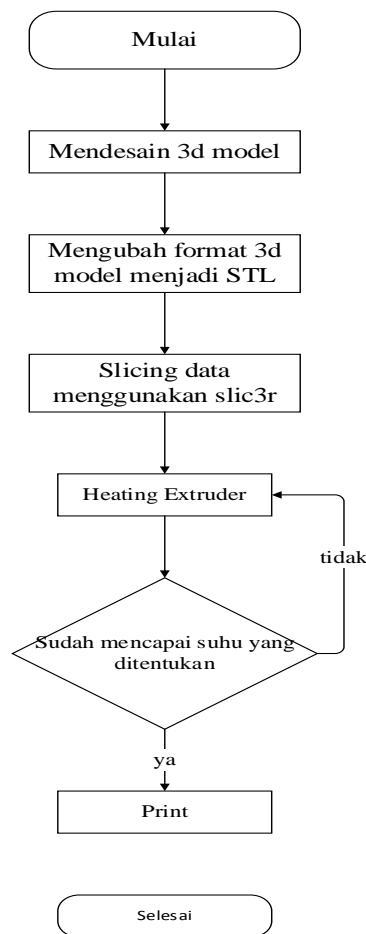 Mulai
Mendesain 3d model
Mengubah format 3d
model menjadi STL
Slicing data
menggunakan slic3r
Heating Extruder
tidak
Sudah mencapai suhu yang
ditentukan
ya
Print
Selesai